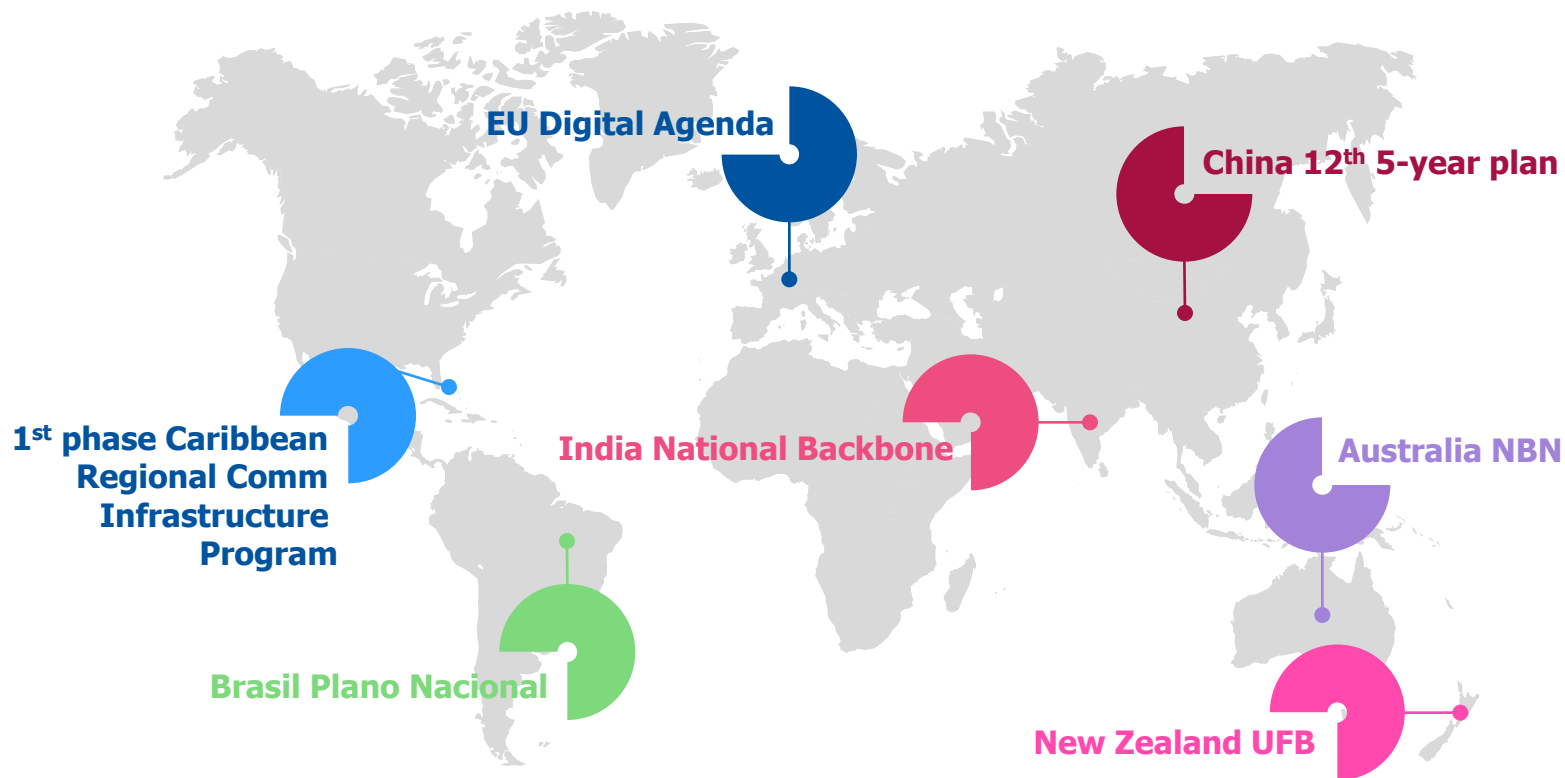 EU Digital Agenda
China 12th 5-year plan
1st phase Caribbean
Regional Comm
Infrastructure
Program
India National Backbone
Australia NBN
Brasil Plano Nacional
New Zealand UFB